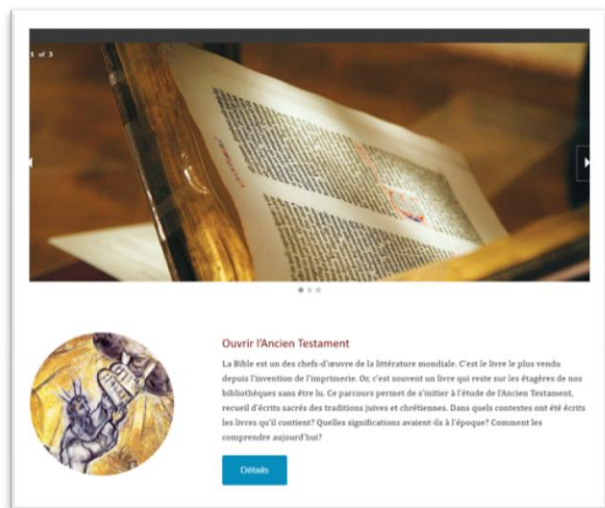 1 of 3
Ouvrir l'Ancien Testament
La Bible est un des chefs-d'œuvre de la littérature mondiale. C'est le livre le plus vendu
depuis l'invention de l'imprimerie. Or, c'est souvent un livre qui reste sur les étagères de nos
bibliothèques sans être lu. Ce parcours permet de s'initier à l'étude de l'Ancien Testament,
recueil d'écrits sacrés des traditions juives et chrétiennes. Dans quels contextes ont été écrits
les livres qu'il contient? Quelles significations avaient-ils à l'époque? Comment les
comprendre aujourd'hui?
Détails